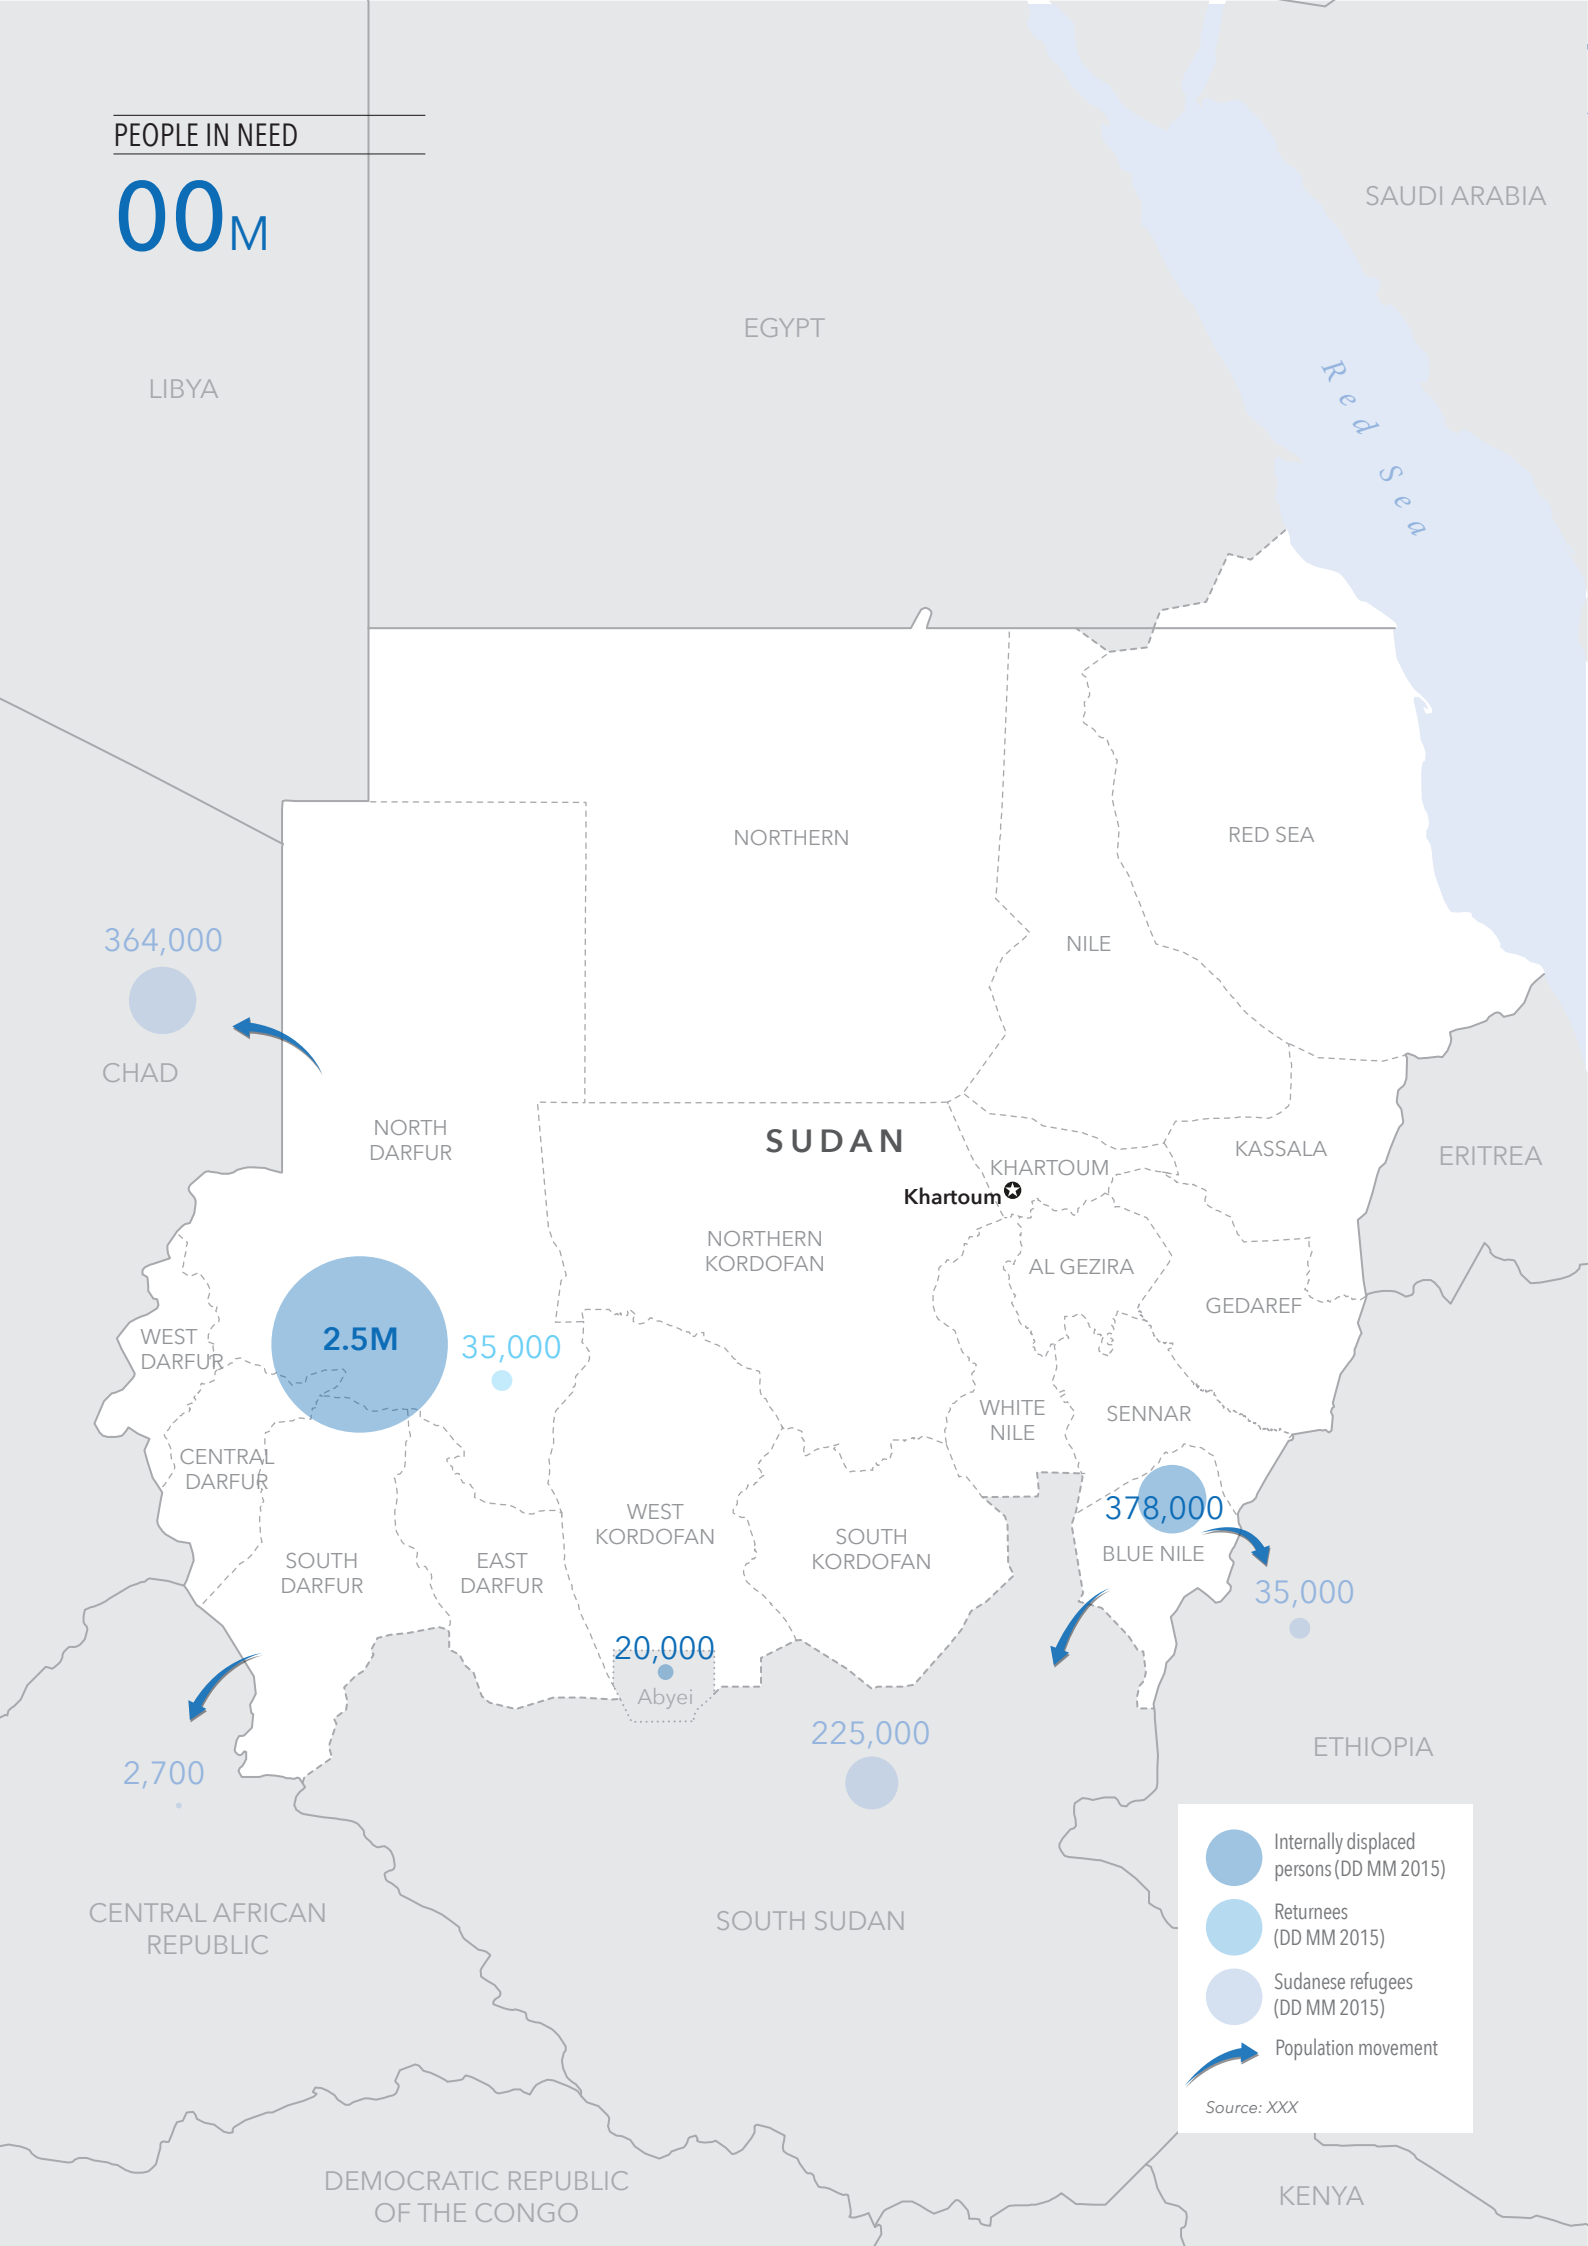 PEOPLE IN NEED
00M
SAUDI ARABIA
EGYPT
LIBYA
Red Sea
NORTHERN
RED SEA
364,000
NILE
CHAD
NORTH
DARFUR
SUDAN
KASSALA
ERITREA
KHARTOUM
Khartoum
NORTHERN
KORDOFAN
AL GEZIRA
GEDAREF
WEST
DARFUR
2.5M
35,000
WHITE
NILE
SENNAR
CENTRAL
DARFUR
WEST
KORDOFAN
378,000
SOUTH
KORDOFAN
BLUE NILE
SOUTH
DARFUR
EAST
DARFUR
35,000
20,000
Abyei
225,000
ETHIOPIA
2,700
CENTRAL AFRICAN
REPUBLIC
SOUTH SUDAN
Internally displaced
persons (DD MM 2015)
Returnees
(DD MM 2015)
Sudanese refugees
(DD MM 2015)
Population movement
Source: XXX
DEMOCRATIC REPUBLIC
OF THE CONGO
KENYA